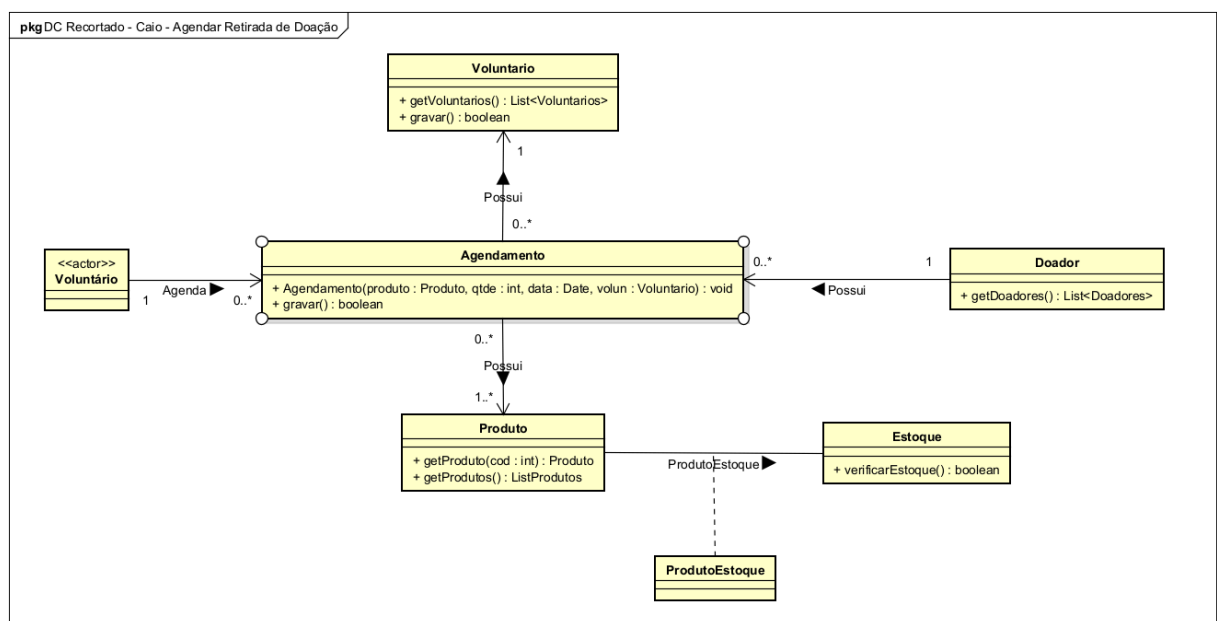 pkg DC Recortado - Caio - Agendar Retirada de Doação
Voluntario
+ getVoluntarios() : List<Voluntarios>
+ gravar() : boolean
1
Possui
0..*
<<actor>>
Voluntário
1
Agenda
0..*
Agendamento
+ Agendamento(produto : Produto, qtde : int, data : Date, volun : Voluntario) : void
+ gravar() : boolean
0..*
1
Possui
Doador
+ getDoadores() : List<Doadores>
0..*
Possui
1..*
Produto
+ getProduto(cod : int) : Produto
+ getProdutos() : ListProdutos
ProdutoEstoque
Estoque
+ verificarEstoque() : boolean
ProdutoEstoque